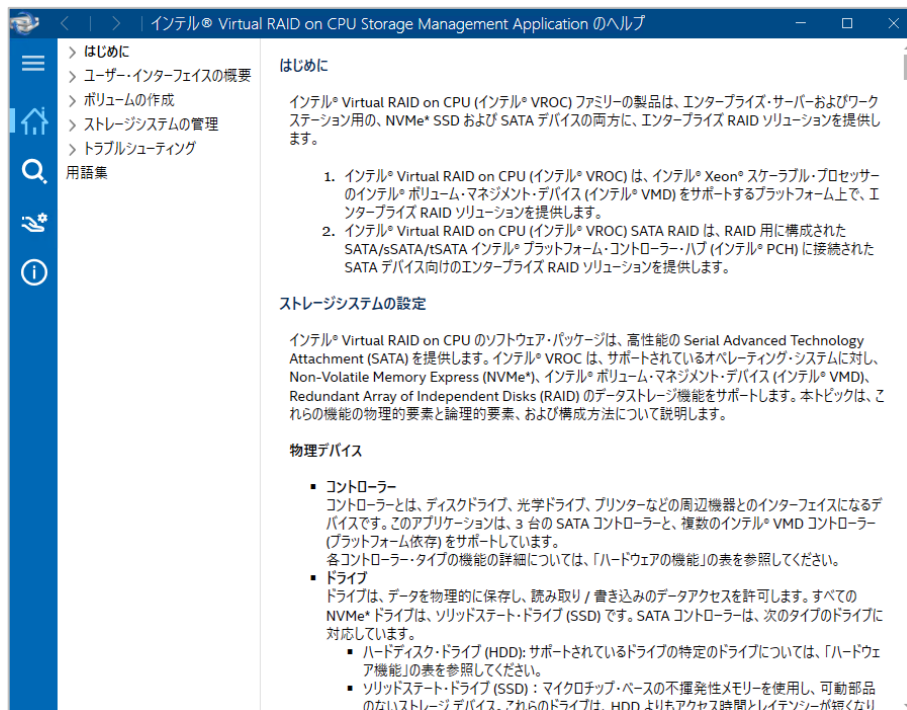 インテル® Virtual RAID on CPU Storage Management Application のヘルプ
はじめに
ユーザー・インターフェイスの概要
ボリュームの作成
ストレージシステムの管理
トラブルシューティング
用語集
はじめに
インテル® Virtual RAID on CPU (インテル® VROC) ファミリーの製品は、エンタープライズ・サーバーおよびワーク
ステーション用の、NVMe* SSD および SATA デバイスの両方に、エンタープライズ RAID ソリューションを提供し
ます。
1. インテル® Virtual RAID on CPU (インテル® VROC) は、インテル® Xeon® スケーラブル・プロセッサー
のインテル® ボリューム・マネジメント・デバイス (インテル® VMD) をサポートするプラットフォーム上で、エ
ンタープライズ RAID ソリューションを提供します。
2. インテル® Virtual RAID on CPU (インテル® VROC) SATA RAID は、RAID 用に構成された
SATA/sSATA/tSATA インテル® プラットフォーム・コントローラー・ハブ (インテル® PCH) に接続された
SATA デバイス向けのエンタープライズ RAID ソリューションを提供します。
ストレージシステムの設定
インテル® Virtual RAID on CPU のソフトウェア・パッケージは、高性能の Serial Advanced Technology
Attachment (SATA) を提供します。インテル® VROC は、サポートされているオペレーティング・システムに対し、
Non-Volatile Memory Express (NVMe*)、インテル® ボリューム・マネジメント・デバイス (インテル® VMD)、
Redundant Array of Independent Disks (RAID) のデータストレージ機能をサポートします。本トピックは、こ
れらの機能の物理的要素と論理的要素、および構成方法について説明します。
物理デバイス
▪ コントローラー
コントローラーとは、ディスクドライブ、光学ドライブ、プリンターなどの周辺機器とのインターフェイスになるデ
バイスです。このアプリケーションは、3 台の SATA コントローラーと、複数のインテル® VMD コントローラー
(プラットフォーム依存) をサポートしています。
各コントローラー・タイプの機能の詳細については、「ハードウェアの機能」の表を参照してください。
▪ ドライブ
ドライブは、データを物理的に保存し、読み取り / 書き込みのデータアクセスを許可します。すべての
NVMe* ドライブは、ソリッドステート・ドライブ (SSD) です。SATA コントローラーは、次のタイプのドライブに
対応しています。
▪ ハードディスク・ドライブ (HDD): サポートされているドライブの特定のドライブについては、「ハードウェ
ア機能」の表を参照してください。
▪ ソリッドステート・ドライブ (SSD)：マイクロチップ・ベースの不揮発性メモリーを使用し、可動部品
のないストレージ デバイス。これらのドライブは、HDD よりもアクセス時間とレイテンシーが短くなり